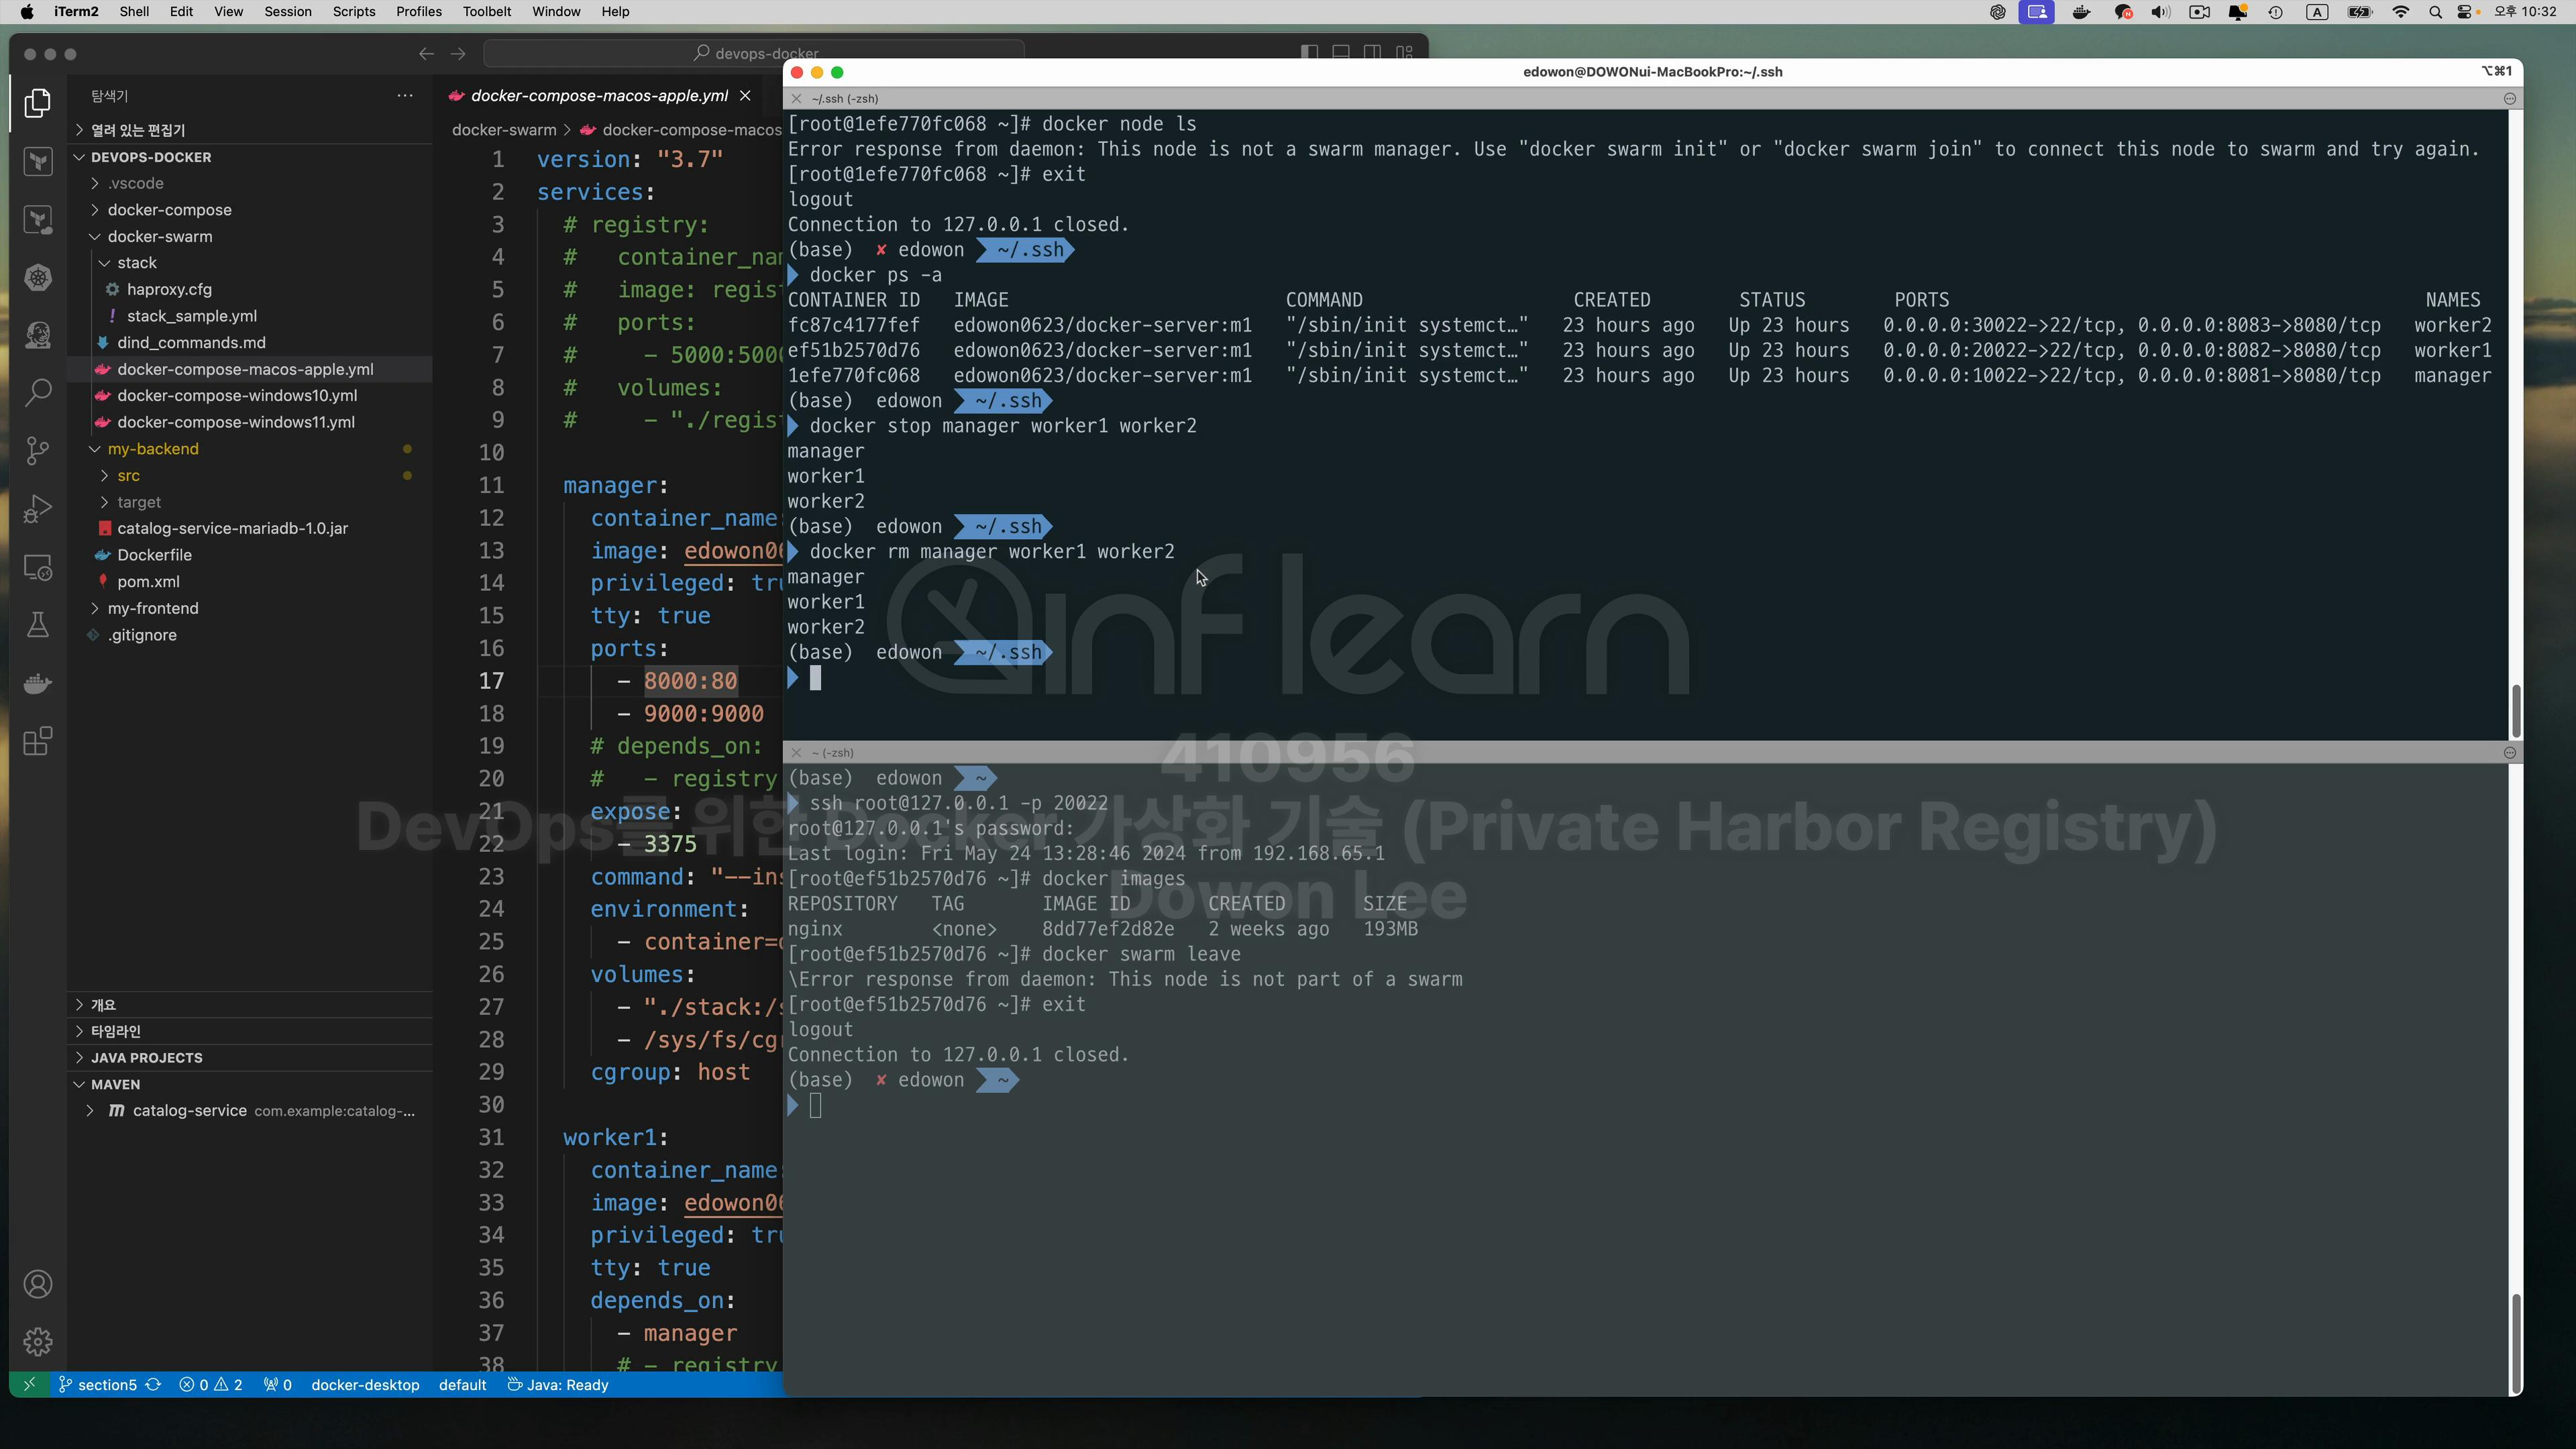 iTerm2 Shell Edit View Session Scripts Profiles Toolbelt Window Help
A 오후 10:32
devops-docker
탐색기
열려 있는 편집기
DEVOPS-DOCKER
.vscode
docker-compose
docker-swarm
stack
haproxy.cfg
! stack_sample.yml
dind_commands.md
docker-compose-macos-apple.yml
docker-compose-windows10.yml
docker-compose-windows11.yml
my-backend
src
target
catalog-service-mariadb-1.0.jar
Dockerfile
pom.xml
my-frontend
.gitignore
개요
타임라인
JAVA PROJECTS
MAVEN
catalog-service com.example:catalog-...
docker-compose-macos-apple.yml
docker-swarm > docker-compose-macos
1 version: "3.7"
2 services:
3 # registry:
4 # container_nam
5 # image: regist
6 # ports:
7 # - 5000:5000
8 # volumes:
9 # - "./regist
10
11 manager:
12 container_name:
13 image: edowon06
14 privileged: tru
15 tty: true
16 ports:
17 - 8000:80
18 - 9000:9000
19 # depends_on:
20 # - registry
21 expose:
22 - 3375
23 command: "--ins
24 environment:
25 - container=d
26 volumes:
27 - "./stack:/s
28 - /sys/fs/cgr
29 cgroup: host
30
31 worker1:
32 container_name:
33 image: edowon06
34 privileged: tru
35 tty: true
36 depends_on:
37 - manager
38 # - registry
section5 0 2 0 docker-desktop default Java: Ready
edowon@DOWONui-MacBookPro:~/.ssh
⌥⌘1
~/.ssh (-zsh)
[root@1efe770fc068 ~]# docker node ls
Error response from daemon: This node is not a swarm manager. Use "docker swarm init" or "docker swarm join" to connect this node to swarm and try again.
[root@1efe770fc068 ~]# exit
logout
Connection to 127.0.0.1 closed.
(base) ✘ edowon ~/.ssh
docker ps -a
CONTAINER ID IMAGE COMMAND CREATED STATUS PORTS NAMES
fc87c4177fef edowon0623/docker-server:m1 "/sbin/init systemct…" 23 hours ago Up 23 hours 0.0.0.0:30022->22/tcp, 0.0.0.0:8083->8080/tcp worker2
ef51b2570d76 edowon0623/docker-server:m1 "/sbin/init systemct…" 23 hours ago Up 23 hours 0.0.0.0:20022->22/tcp, 0.0.0.0:8082->8080/tcp worker1
1efe770fc068 edowon0623/docker-server:m1 "/sbin/init systemct…" 23 hours ago Up 23 hours 0.0.0.0:10022->22/tcp, 0.0.0.0:8081->8080/tcp manager
(base) edowon ~/.ssh
docker stop manager worker1 worker2
manager
worker1
worker2
(base) edowon ~/.ssh
docker rm manager worker1 worker2
manager
worker1
worker2
(base) edowon ~/.ssh
~ (-zsh)
(base) edowon ~
ssh root@127.0.0.1 -p 20022
root@127.0.0.1's password:
Last login: Fri May 24 13:28:46 2024 from 192.168.65.1
[root@ef51b2570d76 ~]# docker images
REPOSITORY TAG IMAGE ID CREATED SIZE
nginx <none> 8dd77ef2d82e 2 weeks ago 193MB
[root@ef51b2570d76 ~]# docker swarm leave
\Error response from daemon: This node is not part of a swarm
[root@ef51b2570d76 ~]# exit
logout
Connection to 127.0.0.1 closed.
(base) ✘ edowon ~
inflearn
410956
DevOps를 위한 Docker 가상화 기술 (Private Harbor Registry)
Dowon Lee